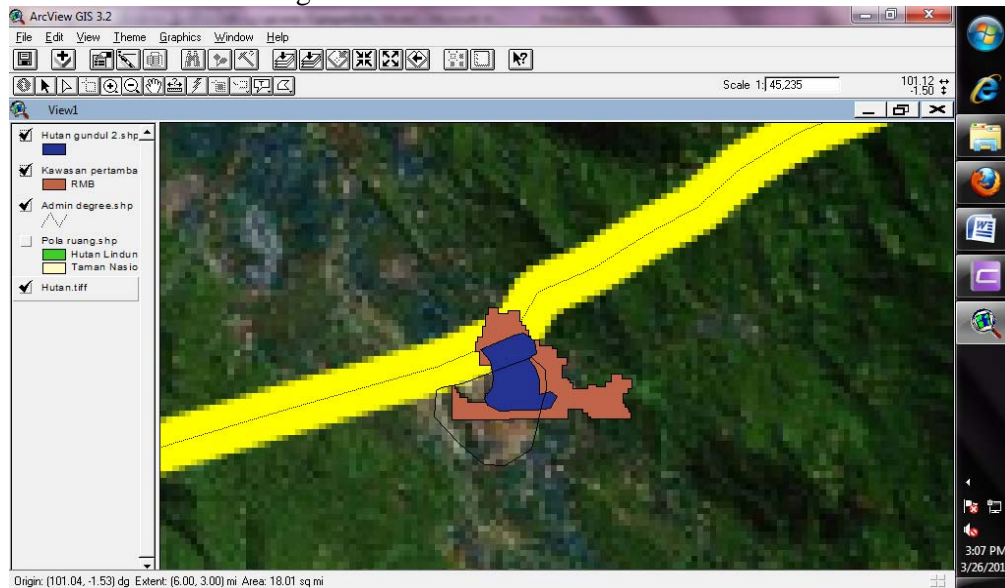 ArcView GIS 3.2
File Edit View Theme Graphics Window Help
Scale 1: 45,235
101.12
-1.50
View1
Hutan gundul 2.shp
Kawasan pertamba
RMB
Admin degree.shp
Pola ruang.shp
Hutan Lindun
Taman Nasio
Hutan.tiff
Origin: (101.04, -1.53) dg Extent: (6.00, 3.00) mi Area: 18.01 sq mi
3:07 PM
3/26/201